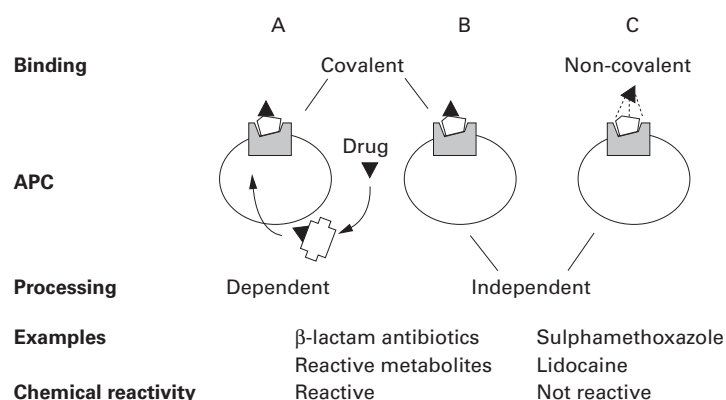 A B C
Binding Covalent Non-covalent
Drug
APC
Processing Dependent Independent
Examples β-lactam antibiotics Sulphamethoxazole
Reactive metabolites Lidocaine
Chemical reactivity Reactive Not reactive